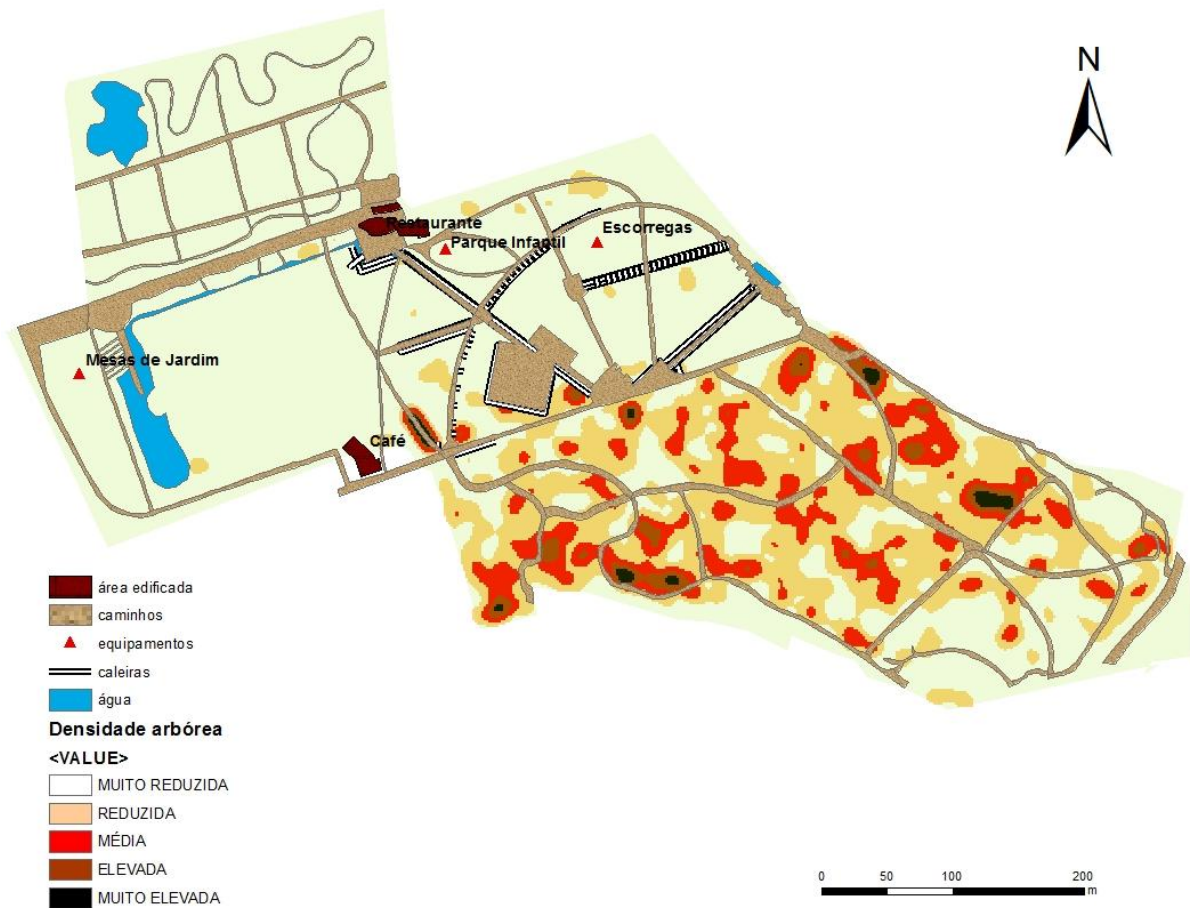 N
Restaurante
Escorregas
Parque Infantil
Mesas de Jardim
Café
área edificada
caminhos
equipamentos
caleiras
água
Densidade arbórea
<VALUE>
MUITO REDUZIDA
REDUZIDA
MÉDIA
ELEVADA
MUITO ELEVADA
0 50 100 200
m